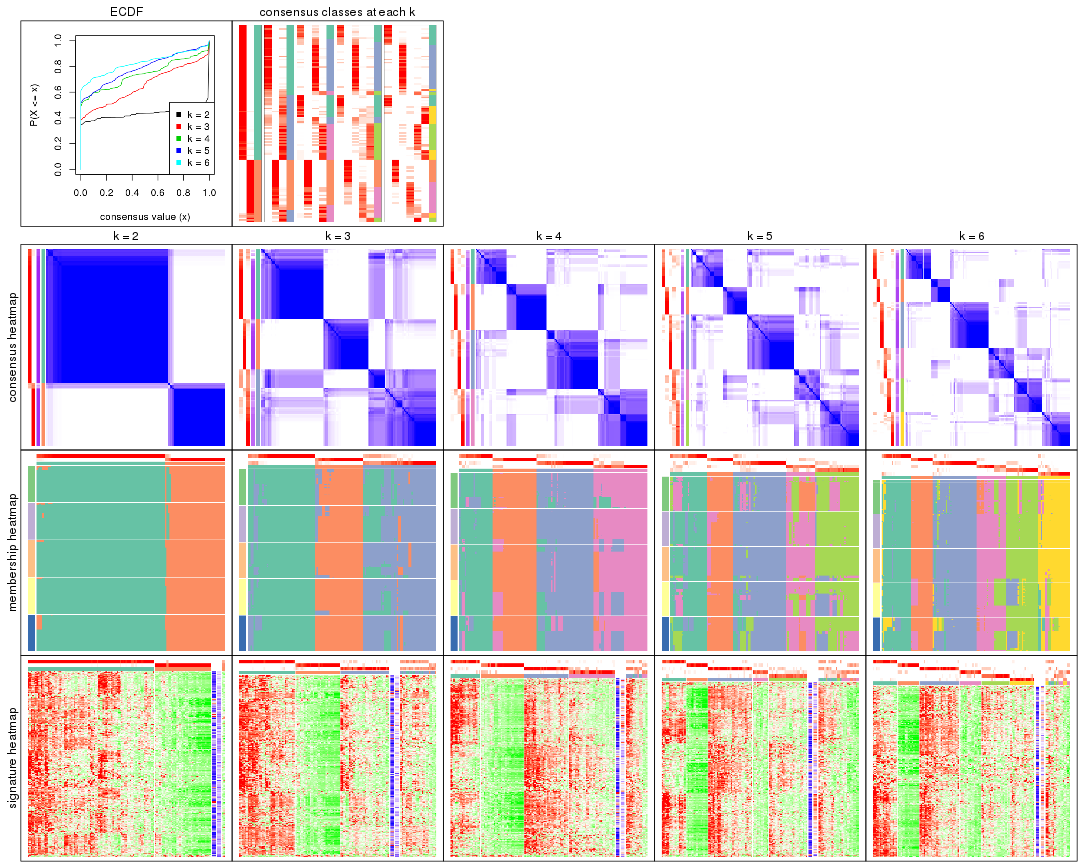 ECDF
consensus classes at each k
P(X <= x)
0.0 0.2 0.4 0.6 0.8 1.0
k = 2
k = 3
k = 4
k = 5
k = 6
0.0 0.2 0.4 0.6 0.8 1.0
consensus value (x)
k = 2
k = 3
k = 4
k = 5
k = 6
consensus heatmap
membership heatmap
signature heatmap